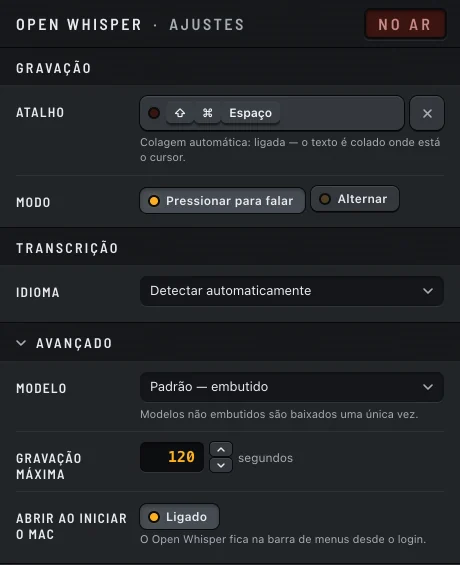 OPEN WHISPER · AJUSTES
NO AR
GRAVAÇÃO
ATALHO
⇧ ⌘ Espaço ✕
Colagem automática: ligada — o texto é colado onde está
o cursor.
MODO
Pressionar para falar
Alternar
TRANSCRIÇÃO
IDIOMA
Detectar automaticamente
AVANÇADO
MODELO
Padrão — embutido
Modelos não embutidos são baixados uma única vez.
GRAVAÇÃO
MÁXIMA
120 segundos
ABRIR AO INICIAR
O MAC
Ligado
O Open Whisper fica na barra de menus desde o login.